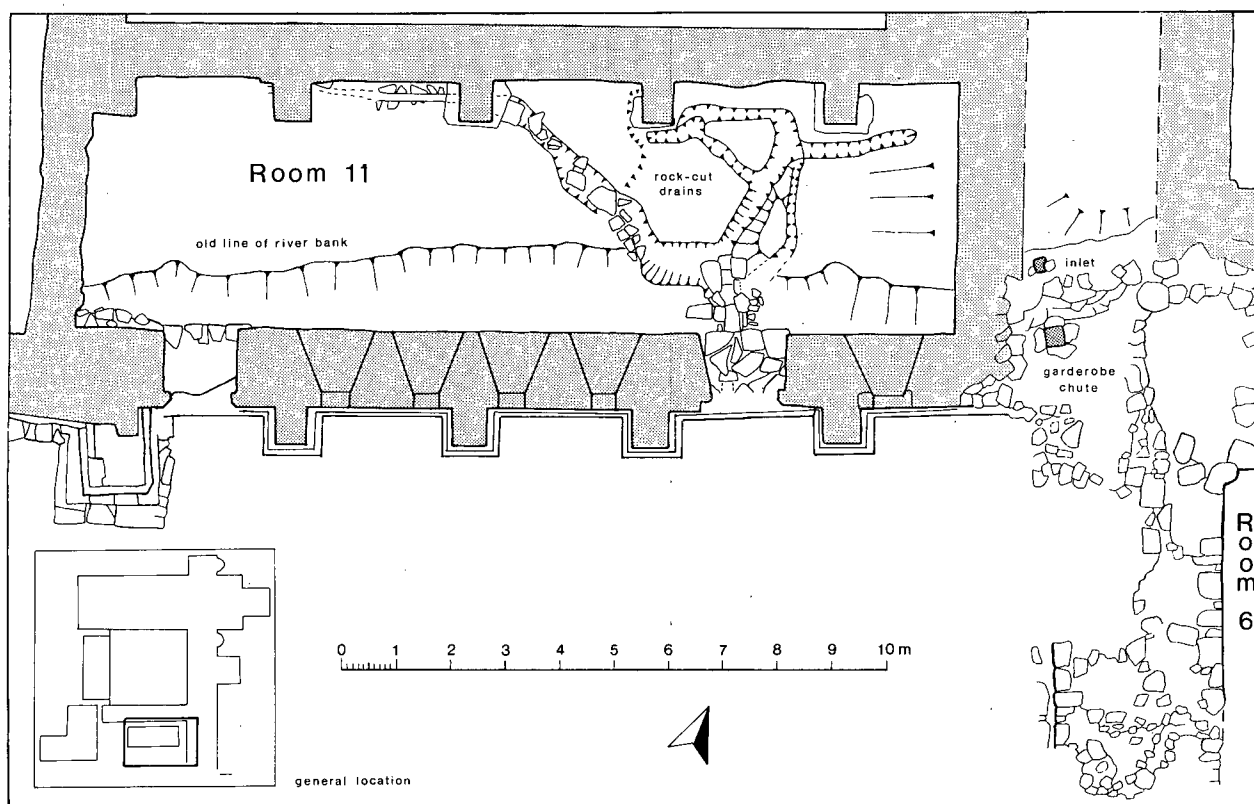 Room 11
rock-cut
drains
old line of river bank
inlet
garderobe
chute
Room 6
0 1 2 3 4 5 6 7 8 9 10 m
general location